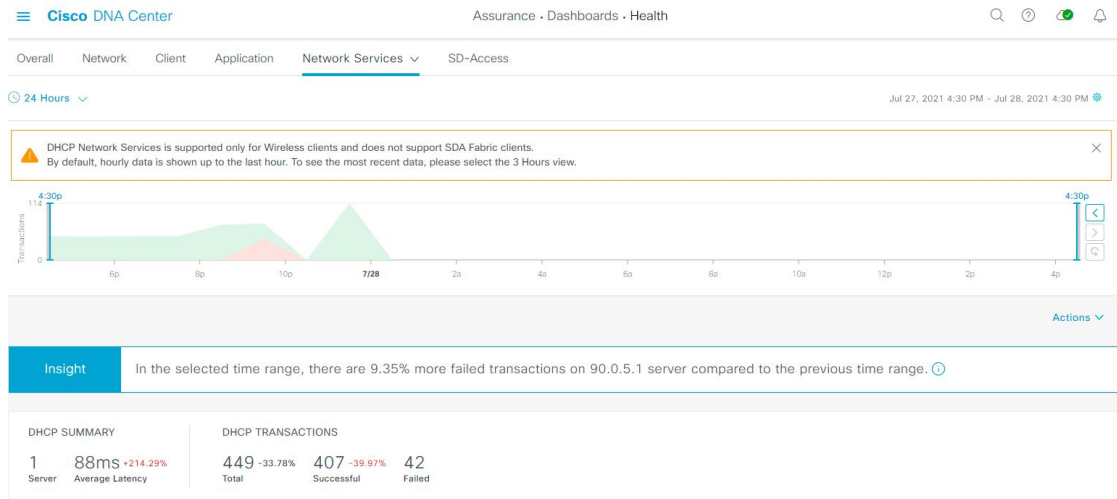 Cisco DNA Center
Assurance · Dashboards · Health
Overall Network Client Application Network Services SD-Access
24 Hours
Jul 27, 2021 4:30 PM - Jul 28, 2021 4:30 PM
DHCP Network Services is supported only for Wireless clients and does not support SDA Fabric clients.
By default, hourly data is shown up to the last hour. To see the most recent data, please select the 3 Hours view.
4:30p 4:30p
114
Transactions
0
6p 8p 10p 7/28 2a 4a 6a 8a 10a 12p 2p 4p
Actions
Insight
In the selected time range, there are 9.35% more failed transactions on 90.0.5.1 server compared to the previous time range.
DHCP SUMMARY DHCP TRANSACTIONS
1 88ms +214.29% 449 -33.78% 407 -39.97% 42
Server Average Latency Total Successful Failed